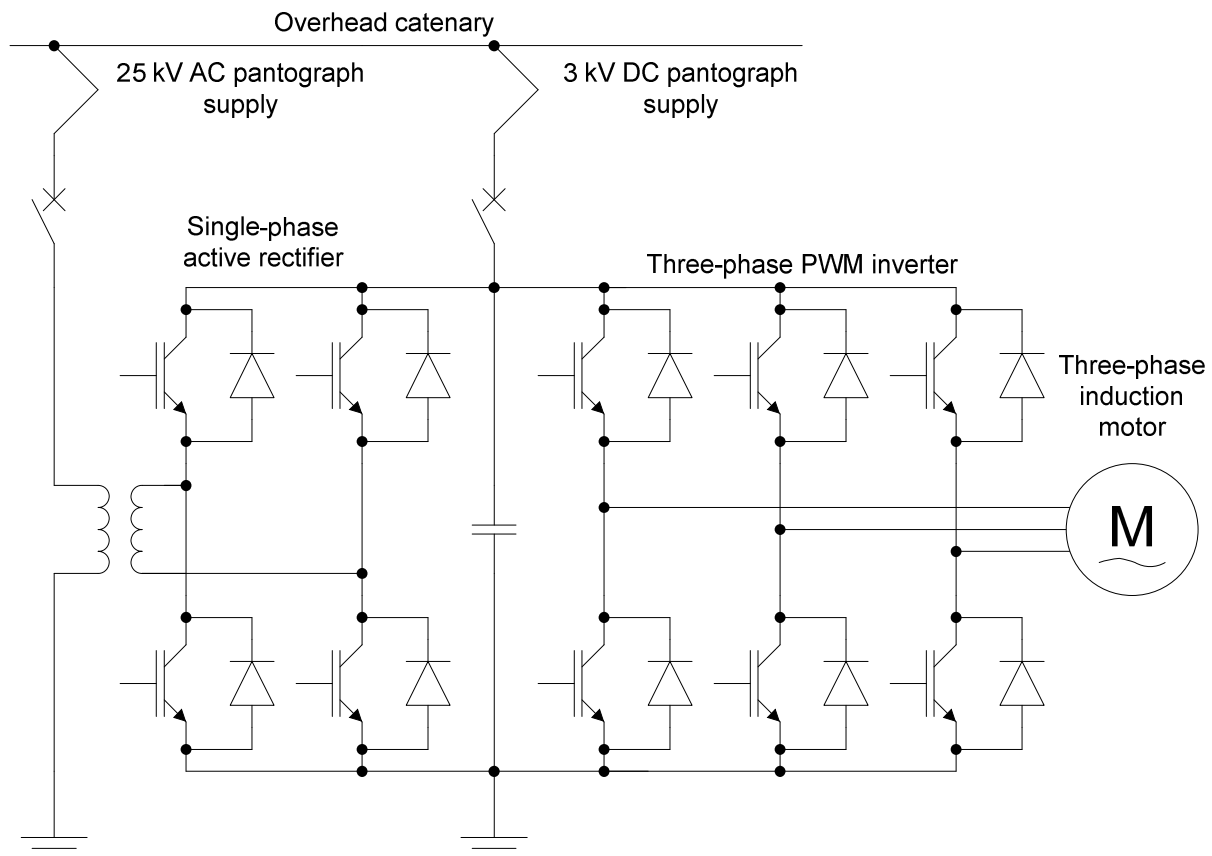 Overhead catenary
25 kV AC pantograph
supply
3 kV DC pantograph
supply
Single-phase
active rectifier
Three-phase PWM inverter
Three-phase
induction
motor
M